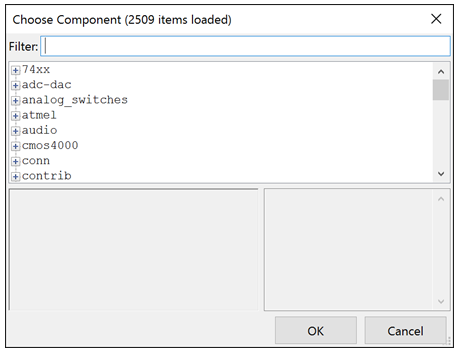 Choose Component (2509 items loaded)
Filter:
74xx
adc-dac
analog_switches
atmel
audio
cmos4000
conn
contrib
OK Cancel